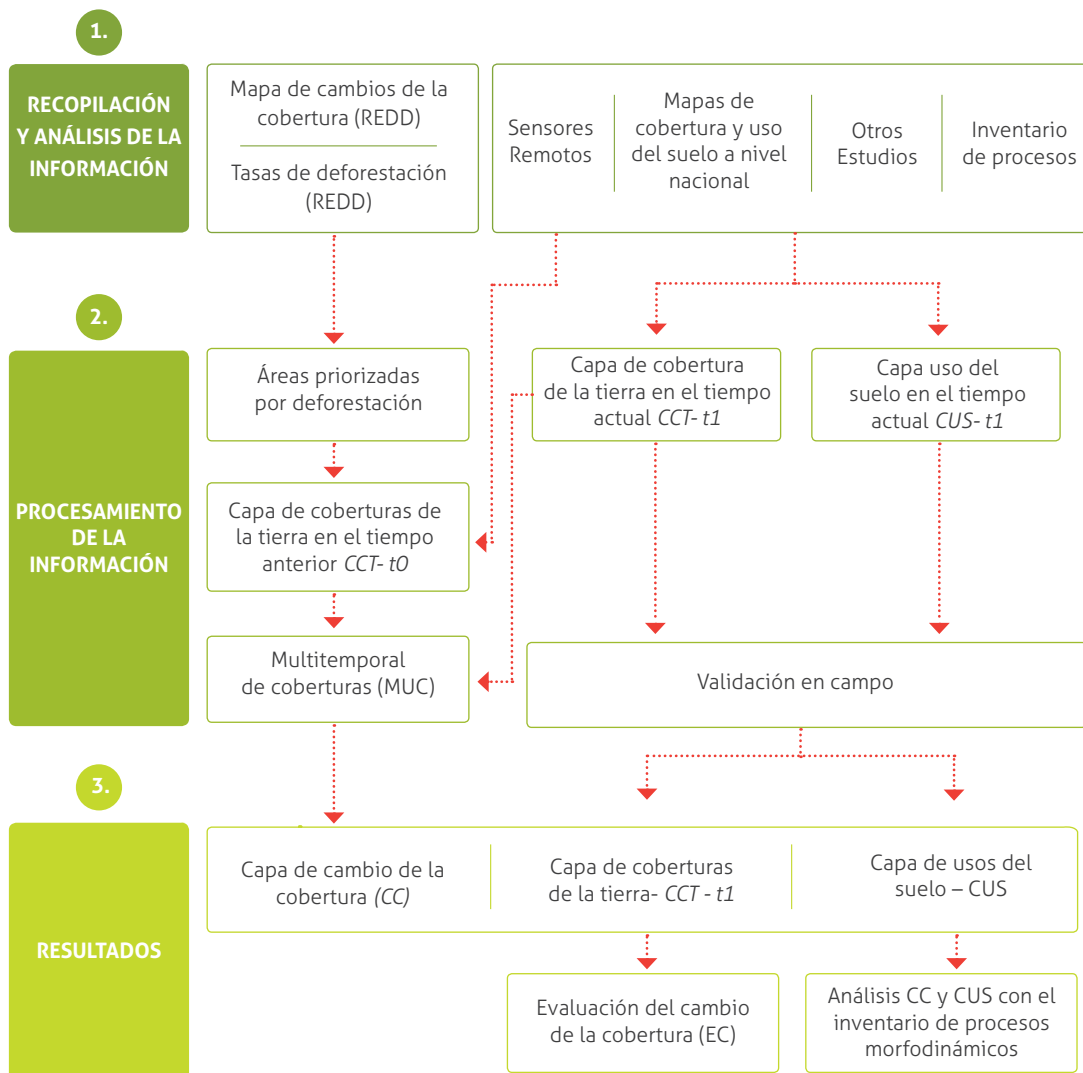 1.
RECOPILACIÓN
Y ANÁLISIS DE LA
INFORMACIÓN
Mapa de cambios de la
cobertura (REDD)
Tasas de deforestación
(REDD)
Sensores
Remotos
Mapas de
cobertura y uso
del suelo a nivel
nacional
Otros
Estudios
Inventario
de procesos
2.
PROCESAMIENTO
DE LA
INFORMACIÓN
Áreas priorizadas
por deforestación
Capa de cobertura
de la tierra en el tiempo
actual CCT- t1
Capa uso del
suelo en el tiempo
actual CUS- t1
Capa de coberturas de
la tierra en el tiempo
anterior CCT- t0
Multitemporal
de coberturas (MUC)
Validación en campo
3.
RESULTADOS
Capa de cambio de la
cobertura (CC)
Capa de coberturas
de la tierra- CCT - t1
Capa de usos del
suelo – CUS
Evaluación del cambio
de la cobertura (EC)
Análisis CC y CUS con el
inventario de procesos
morfodinámicos